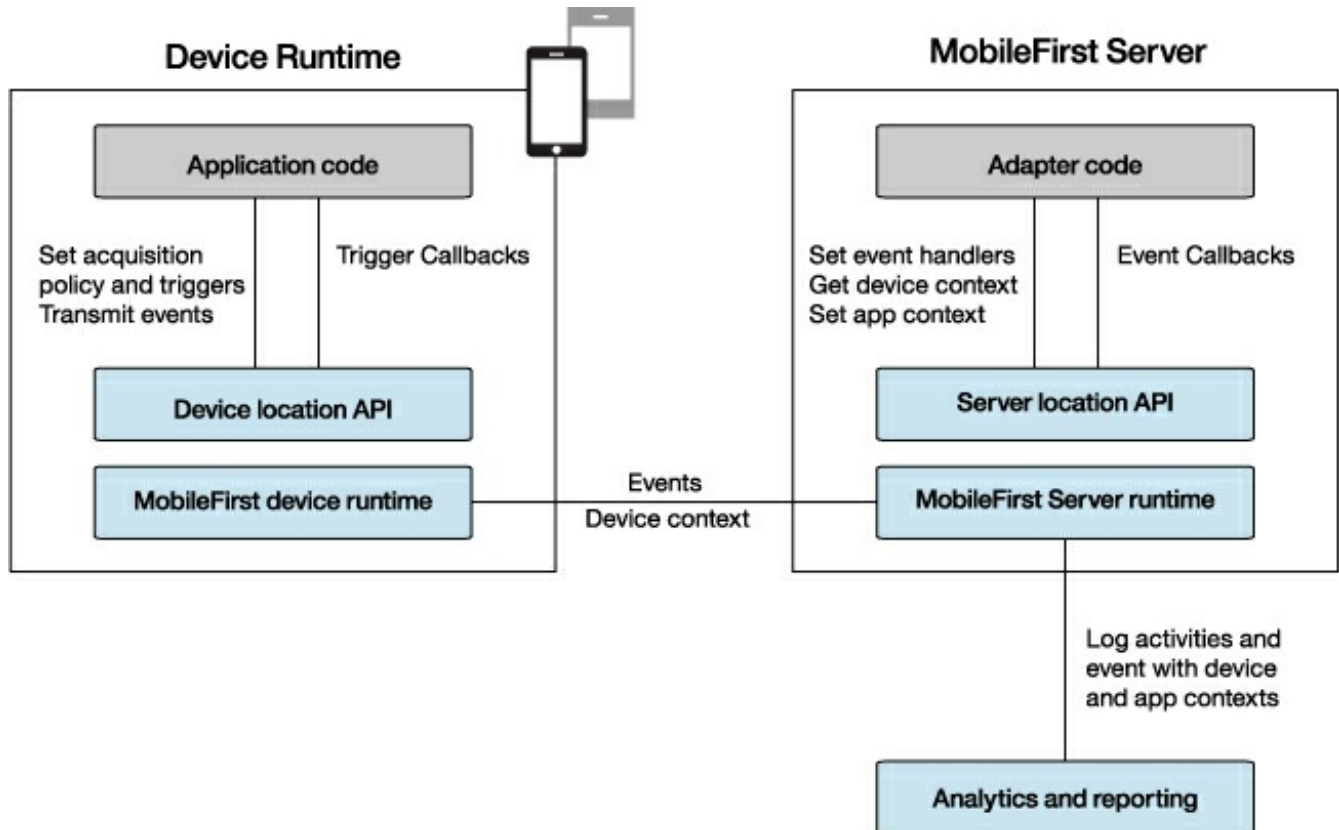 Device Runtime
MobileFirst Server
Application code
Adapter code
Set acquisition
policy and triggers
Transmit events
Trigger Callbacks
Set event handlers
Get device context
Set app context
Event Callbacks
Device location API
Server location API
MobileFirst device runtime
Events
Device context
MobileFirst Server runtime
Log activities and
event with device
and app contexts
Analytics and reporting